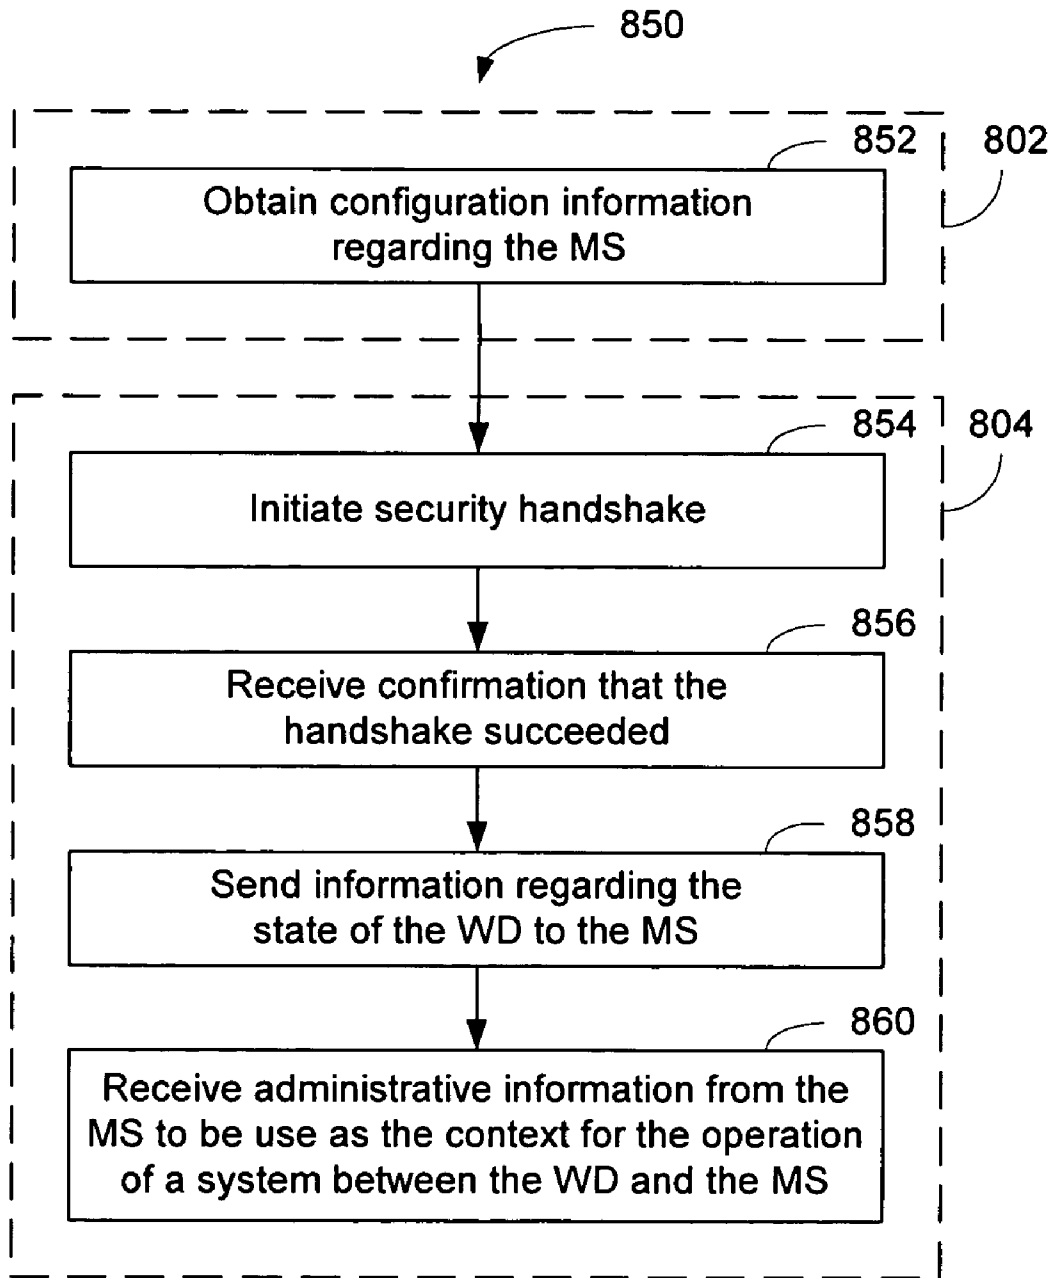 850
852
802
Obtain configuration information
regarding the MS
854
804
Initiate security handshake
856
Receive confirmation that the
handshake succeeded
858
Send information regarding the
state of the WD to the MS
860
Receive administrative information from the
MS to be use as the context for the operation
of a system between the WD and the MS